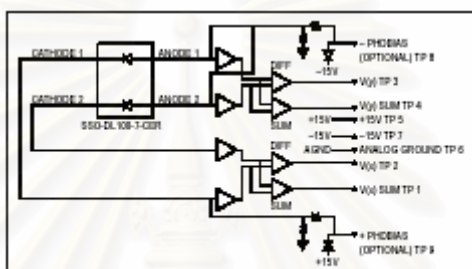 CATHODE 1 ANODE 1
CATHODE 2 ANODE 2
SSO-DL100-7-CER
DIFF
SUM
DIFF
SUM
–15V
– PHOBIAS
(OPTIONAL) TP 8
V(y) TP 3
V(y) SUM TP 4
+15V +15V TP 5
–15V –15V TP 7
AGND ANALOG GROUND TP 6
V(x) TP 2
V(x) SUM TP 1
+ PHOBIAS
(OPTIONAL) TP 9
+15V